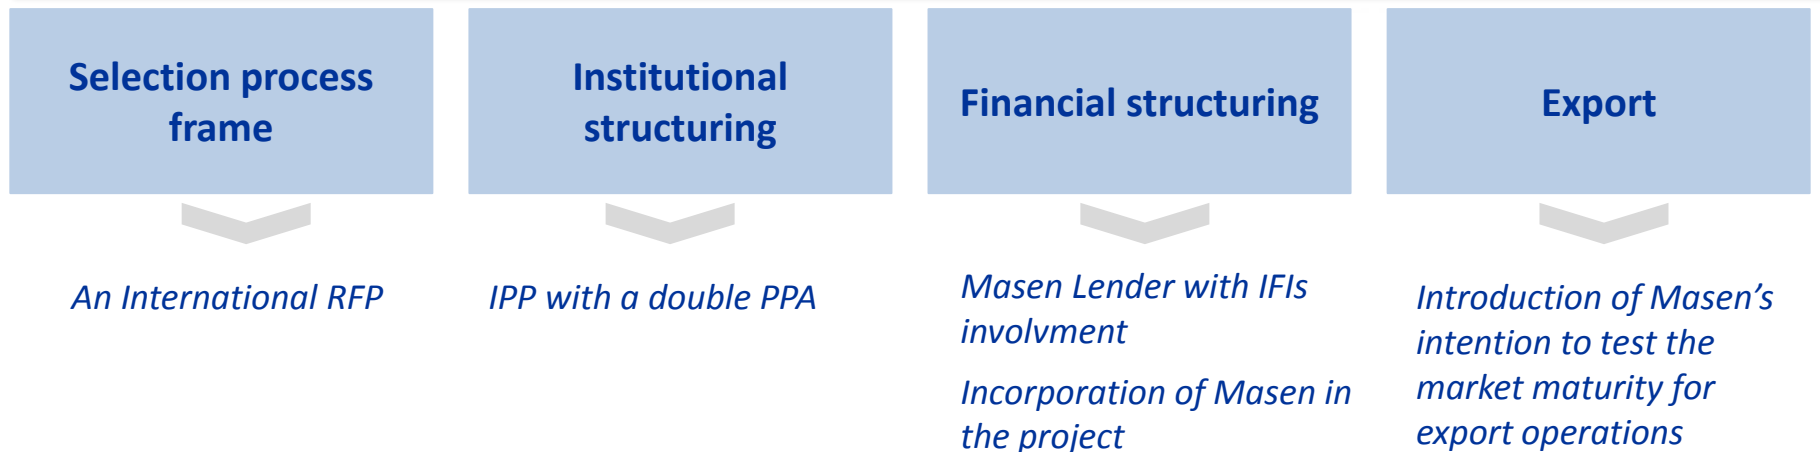 Selection process
frame
Institutional
structuring
Financial structuring
Export
An International RFP
IPP with a double PPA
Masen Lender with IFIs
involvment
Incorporation of Masen in
the project
Introduction of Masen’s
intention to test the
market maturity for
export operations